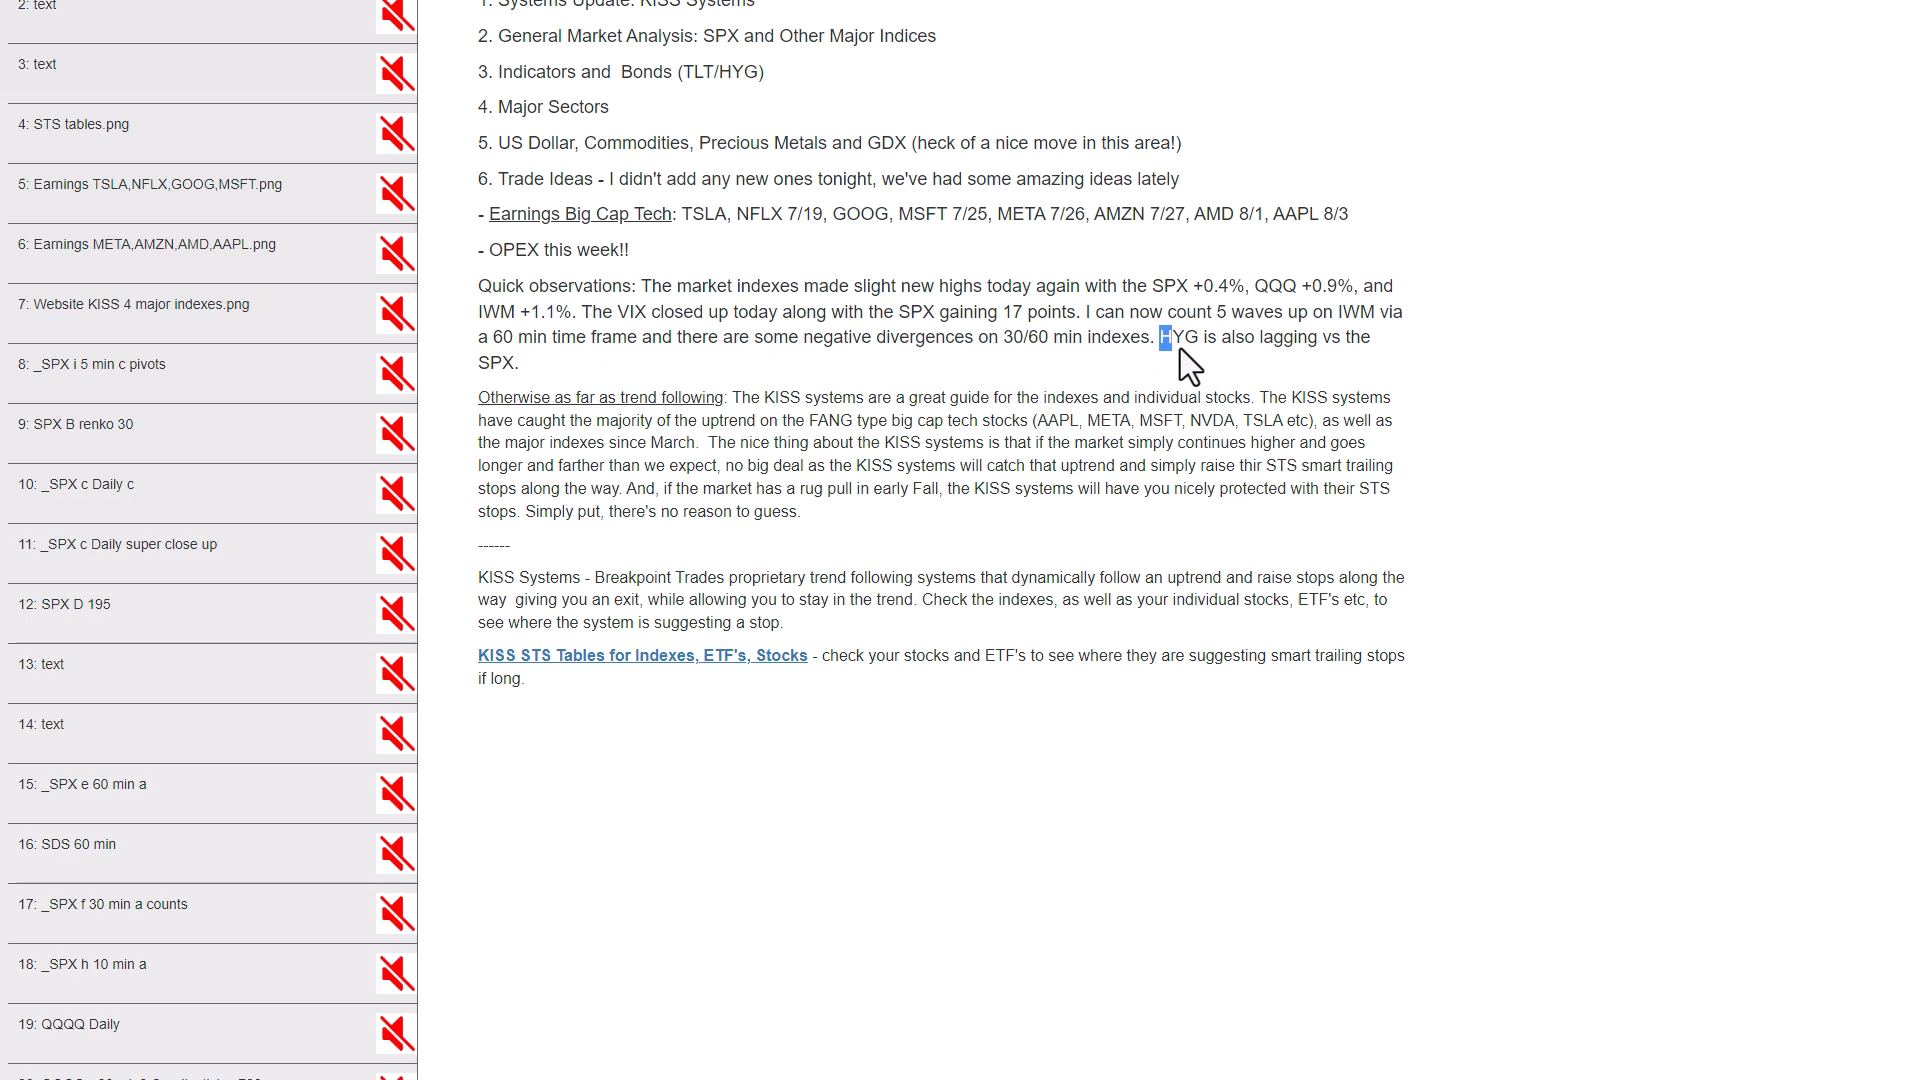 2: text
3: text
4: STS tables.png
5: Earnings TSLA,NFLX,GOOG,MSFT.png
6: Earnings META,AMZN,AMD,AAPL.png
7: Website KISS 4 major indexes.png
8: _SPX i 5 min c pivots
9: SPX B renko 30
10: _SPX c Daily c
11: _SPX c Daily super close up
12: SPX D 195
13: text
14: text
15: _SPX e 60 min a
16: SDS 60 min
17: _SPX f 30 min a counts
18: _SPX h 10 min a
19: QQQQ Daily
1. Systems Update: KISS Systems
2. General Market Analysis: SPX and Other Major Indices
3. Indicators and  Bonds (TLT/HYG)
4. Major Sectors
5. US Dollar, Commodities, Precious Metals and GDX (heck of a nice move in this area!)
6. Trade Ideas - I didn't add any new ones tonight, we've had some amazing ideas lately
- Earnings Big Cap Tech: TSLA, NFLX 7/19, GOOG, MSFT 7/25, META 7/26, AMZN 7/27, AMD 8/1, AAPL 8/3
- OPEX this week!!
Quick observations: The market indexes made slight new highs today again with the SPX +0.4%, QQQ +0.9%, and
IWM +1.1%. The VIX closed up today along with the SPX gaining 17 points. I can now count 5 waves up on IWM via
a 60 min time frame and there are some negative divergences on 30/60 min indexes. HYG is also lagging vs the
SPX.
Otherwise as far as trend following: The KISS systems are a great guide for the indexes and individual stocks. The KISS systems
have caught the majority of the uptrend on the FANG type big cap tech stocks (AAPL, META, MSFT, NVDA, TSLA etc), as well as
the major indexes since March.  The nice thing about the KISS systems is that if the market simply continues higher and goes
longer and farther than we expect, no big deal as the KISS systems will catch that uptrend and simply raise thir STS smart trailing
stops along the way. And, if the market has a rug pull in early Fall, the KISS systems will have you nicely protected with their STS
stops. Simply put, there's no reason to guess.
------
KISS Systems - Breakpoint Trades proprietary trend following systems that dynamically follow an uptrend and raise stops along the
way  giving you an exit, while allowing you to stay in the trend. Check the indexes, as well as your individual stocks, ETF's etc, to
see where the system is suggesting a stop.
KISS STS Tables for Indexes, ETF's, Stocks - check your stocks and ETF's to see where they are suggesting smart trailing stops
if long.